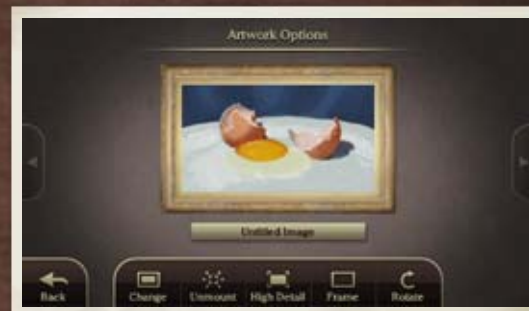 Artwork Options
Untitled Image
Back
Change
Unmount
High Detail
Frame
Rotate